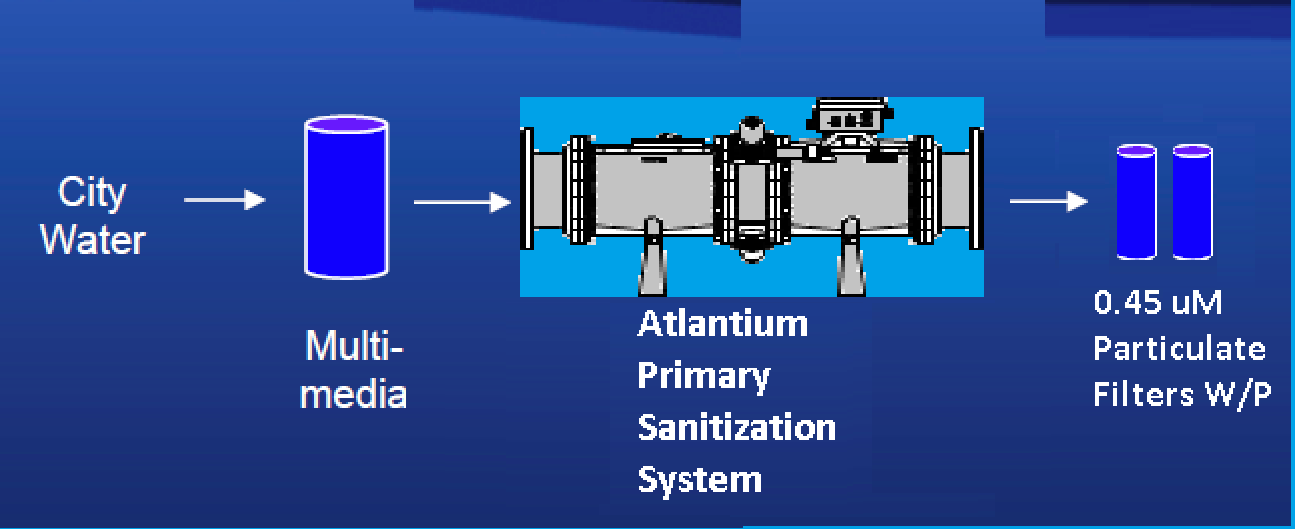 City
Water
Multi-
media
Atlantium
Primary
Sanitization
System
0.45 uM
Particulate
Filters W/P